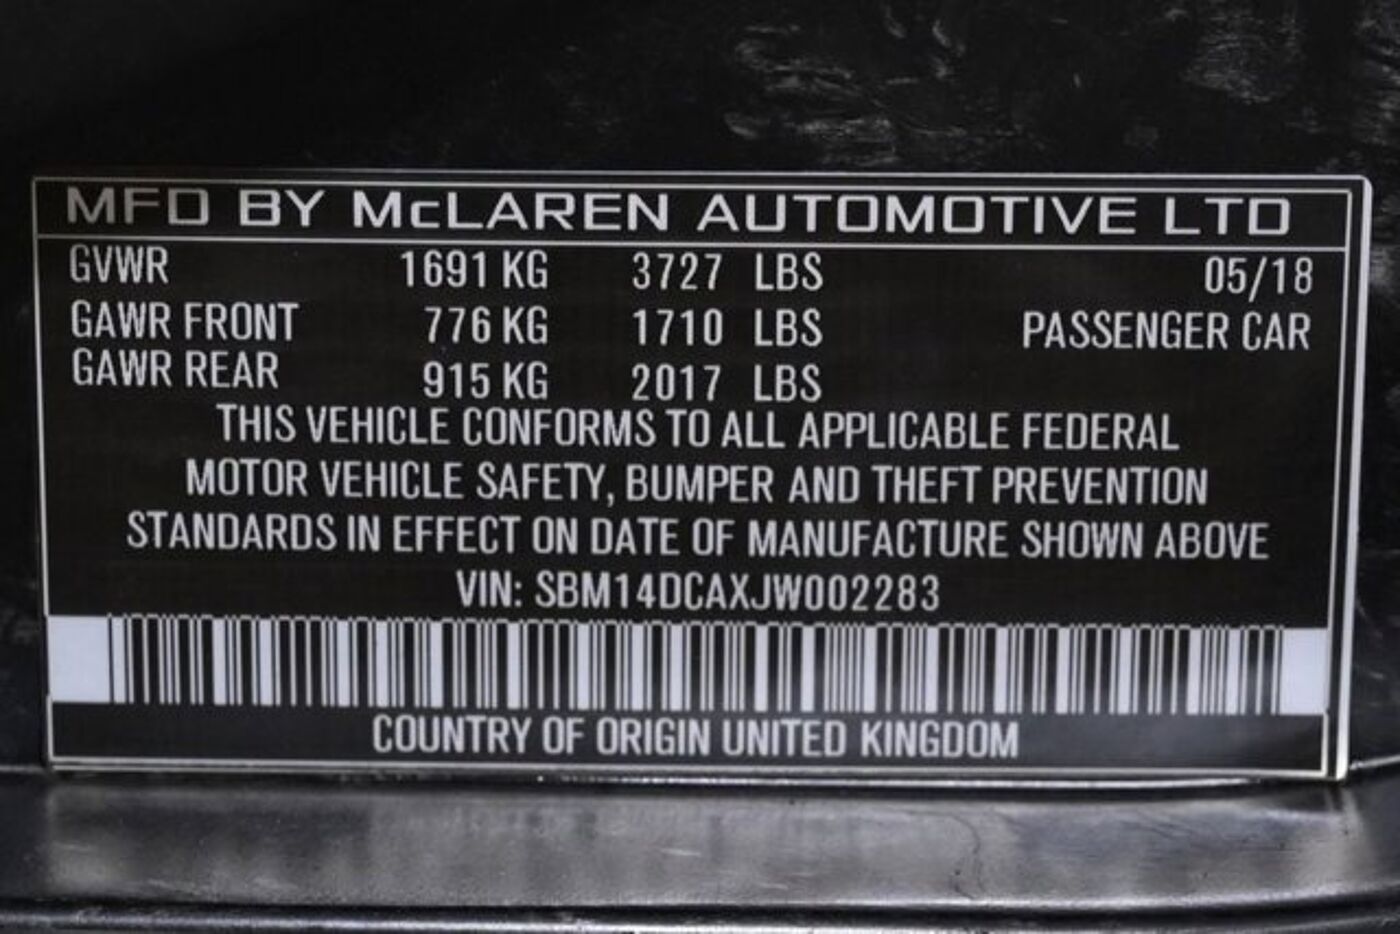 MFD BY McLAREN AUTOMOTIVE LTD
GVWR 1691 KG 3727 LBS 05/18
GAWR FRONT 776 KG 1710 LBS PASSENGER CAR
GAWR REAR 915 KG 2017 LBS
THIS VEHICLE CONFORMS TO ALL APPLICABLE FEDERAL
MOTOR VEHICLE SAFETY, BUMPER AND THEFT PREVENTION
STANDARDS IN EFFECT ON DATE OF MANUFACTURE SHOWN ABOVE
VIN: SBM14DCAXJW002283
COUNTRY OF ORIGIN UNITED KINGDOM